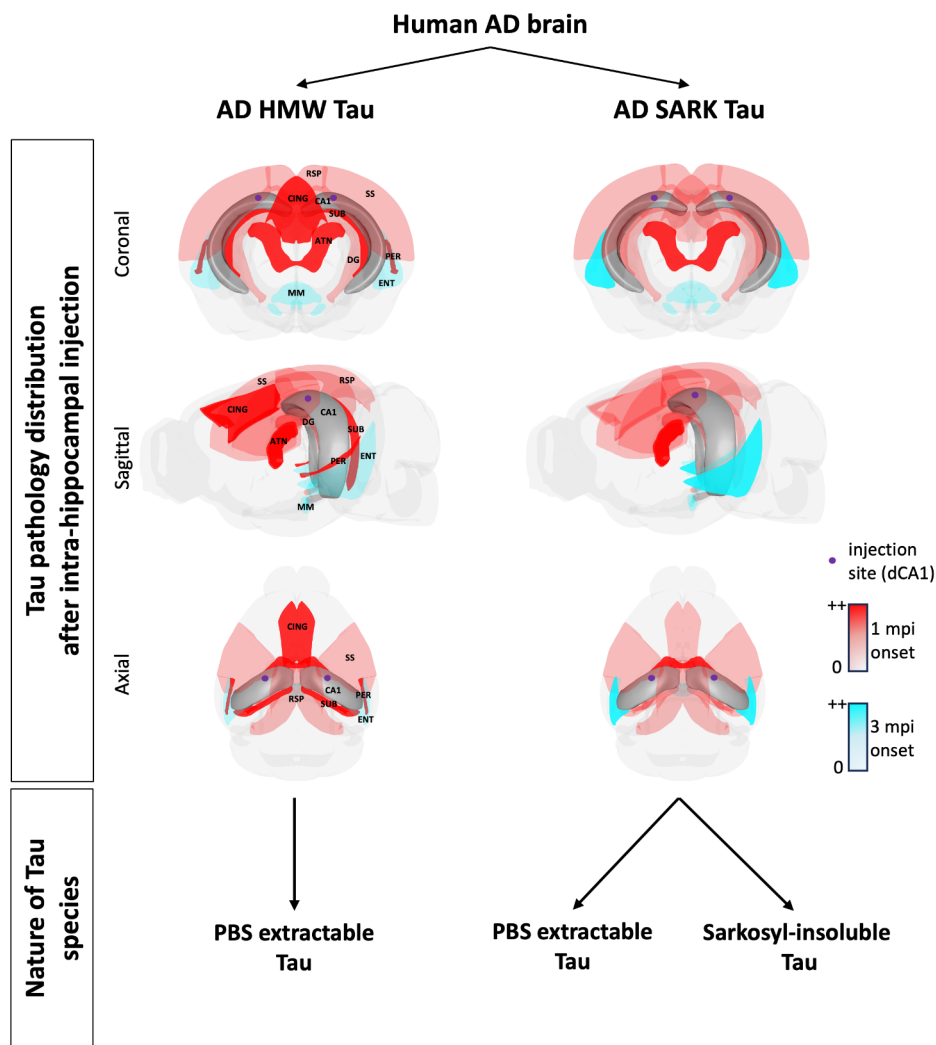 Human AD brain
AD HMW Tau
AD SARK Tau
Tau pathology distribution
after intra-hippocampal injection
Coronal
RSP
SS
CING
CA1
SUB
ATN
DG
PER
ENT
MM
Sagittal
SS
RSP
CING
CA1
DG
SUB
ATN
PER
ENT
MM
injection
site (dCA1)
++
1 mpi
onset
0
++
3 mpi
onset
0
Axial
CING
SS
CA1
PER
RSP
SUB
ENT
Nature of Tau
species
PBS extractable
Tau
PBS extractable
Tau
Sarkosyl-insoluble
Tau